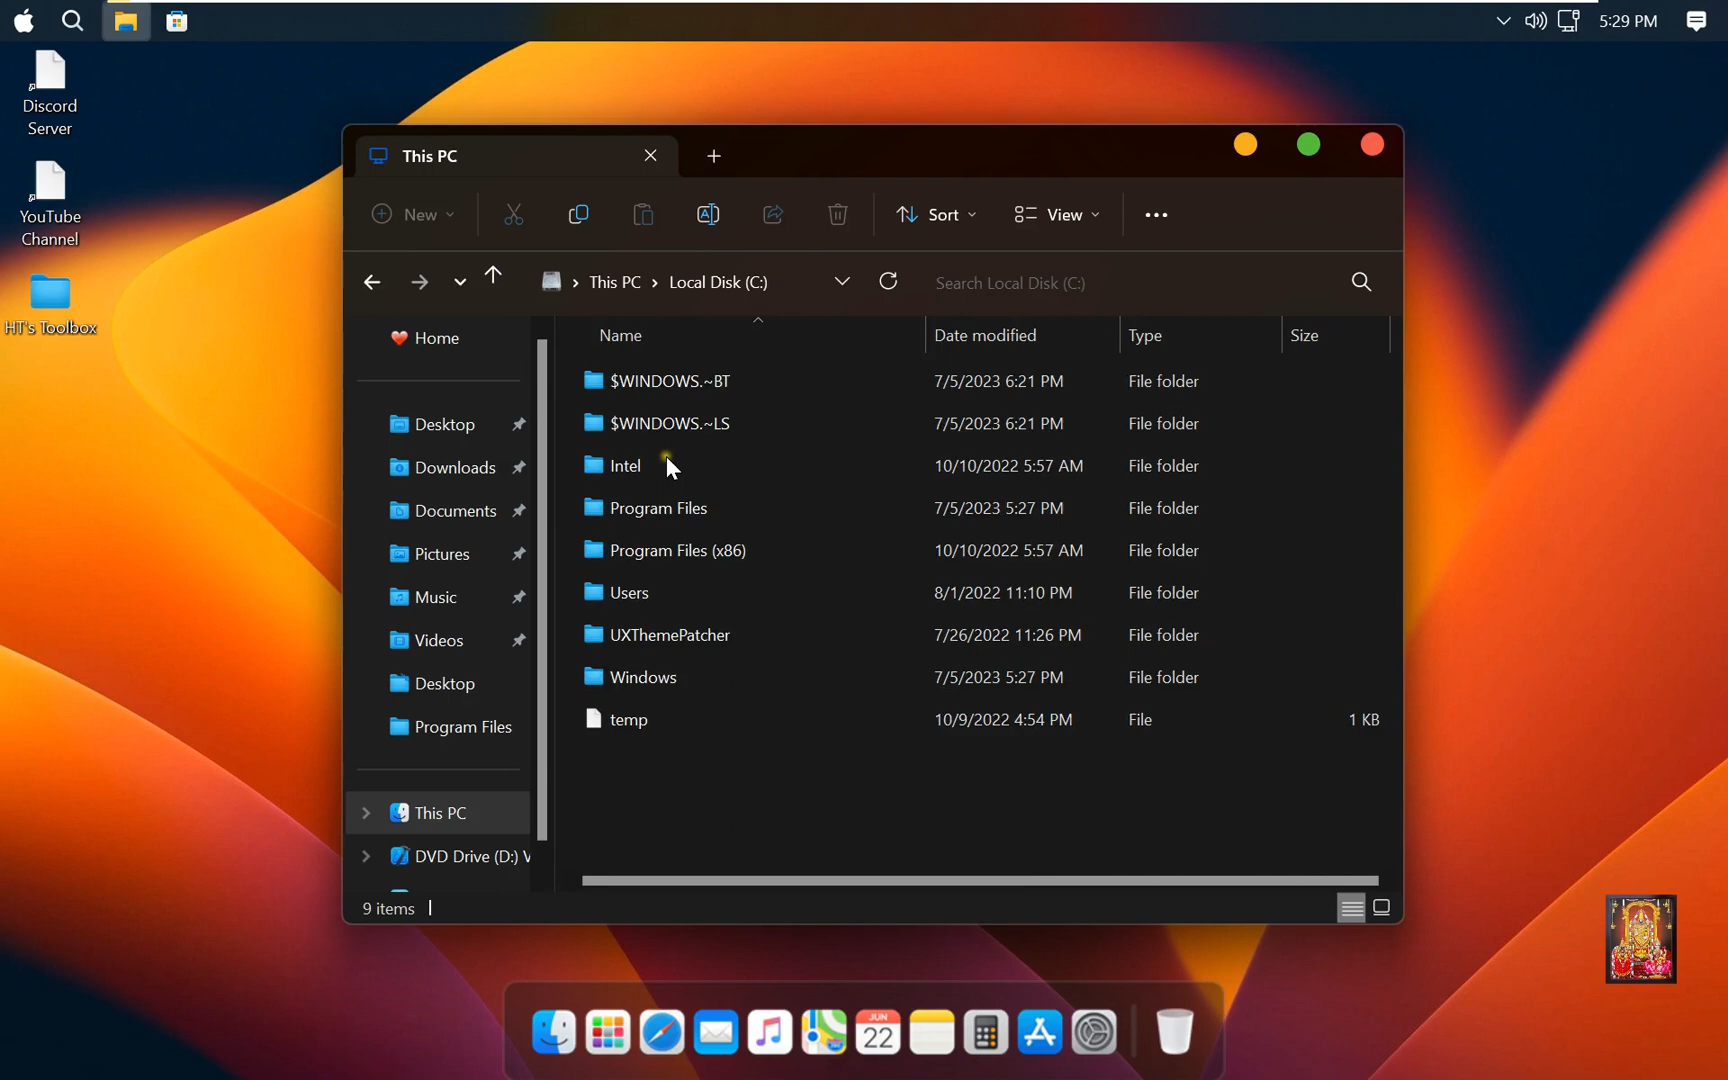 5:29 PM
Discord
Server
YouTube
Channel
HT's Toolbox
This PC
New
Sort
View
This PC
Local Disk (C:)
Search Local Disk (C:)
Home
Desktop
Downloads
Documents
Pictures
Music
Videos
Desktop
Program Files
This PC
DVD Drive (D:) V
Name Date modified Type Size
$WINDOWS.~BT 7/5/2023 6:21 PM File folder
$WINDOWS.~LS 7/5/2023 6:21 PM File folder
Intel 10/10/2022 5:57 AM File folder
Program Files 7/5/2023 5:27 PM File folder
Program Files (x86) 10/10/2022 5:57 AM File folder
Users 8/1/2022 11:10 PM File folder
UXThemePatcher 7/26/2022 11:26 PM File folder
Windows 7/5/2023 5:27 PM File folder
temp 10/9/2022 4:54 PM File 1 KB
9 items
JUN
22